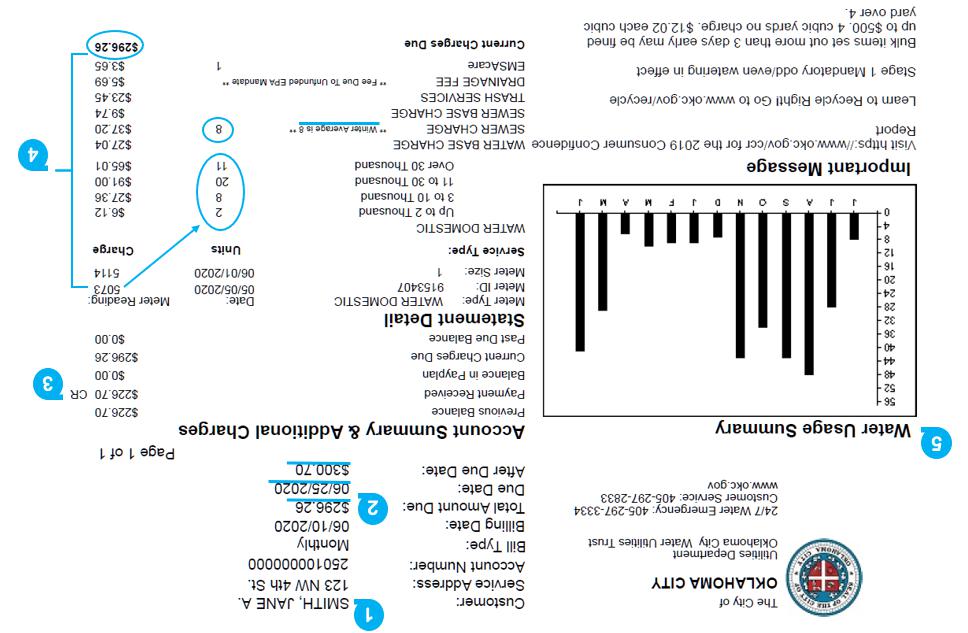 The City of
OKLAHOMA CITY
Utilities Department
Oklahoma City Water Utilities Trust
24/7 Water Emergency: 405-297-3334
Customer Service: 405-297-2833
www.okc.gov
SEAL OF THE CITY OF OKLAHOMA CITY
1
Customer: SMITH, JANE A.
Service Address: 123 NW 4th St.
Account Number: 250100000000
Bill Type: Monthly
Billing Date: 06/10/2020
2
Total Amount Due: $296.26
Due Date: 06/25/2020
After Due Date: $300.70
Page 1 of 1
5
Water Usage Summary
56
52
48
44
40
36
32
28
24
20
16
12
8
4
0
J J A S O N D J F M A M J
Important Message
Visit https://www.okc.gov/ccr for the 2019 Consumer Confidence
Report
Learn to Recycle Right! Go to www.okc.gov/recycle
Stage 1 Mandatory odd/even watering in effect
Bulk items set out more than 3 days early may be fined
up to $500. 4 cubic yards no charge. $12.02 each cubic
yard over 4.
Account Summary & Additional Charges
Previous Balance $226.70
Payment Received $226.70 CR
3
Balance in Payplan $0.00
Current Charges Due $296.26
Past Due Balance $0.00
Statement Detail
Meter Type: WATER DOMESTIC Date: Meter Reading:
Meter ID: 9153407 05/05/2020 5073
Meter Size: 1 06/01/2020 5114
Service Type: Units Charge
WATER DOMESTIC
Up to 2 Thousand 2 $6.12
3 to 10 Thousand 8 $27.36
11 to 30 Thousand 20 $91.00
Over 30 Thousand 11 $65.01
4
WATER BASE CHARGE $27.04
SEWER CHARGE ** Winter Average is 8 ** 8 $37.20
SEWER BASE CHARGE $9.74
TRASH SERVICES $23.45
DRAINAGE FEE ** Fee Due To Unfunded EPA Mandate ** $5.69
EMSAcare 1 $3.65
Current Charges Due $296.26